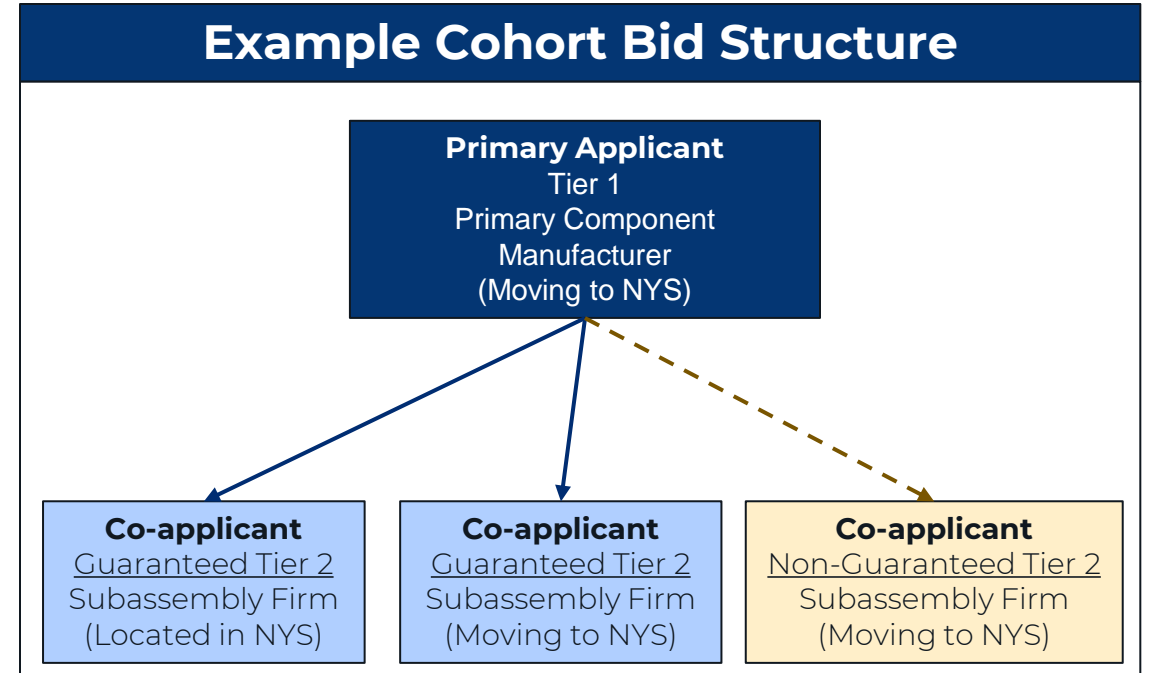 Example Cohort Bid Structure
Primary Applicant
Tier 1
Primary Component
Manufacturer
(Moving to NYS)
Co-applicant
Guaranteed Tier 2
Subassembly Firm
(Located in NYS)
Co-applicant
Guaranteed Tier 2
Subassembly Firm
(Moving to NYS)
Co-applicant
Non-Guaranteed Tier 2
Subassembly Firm
(Moving to NYS)